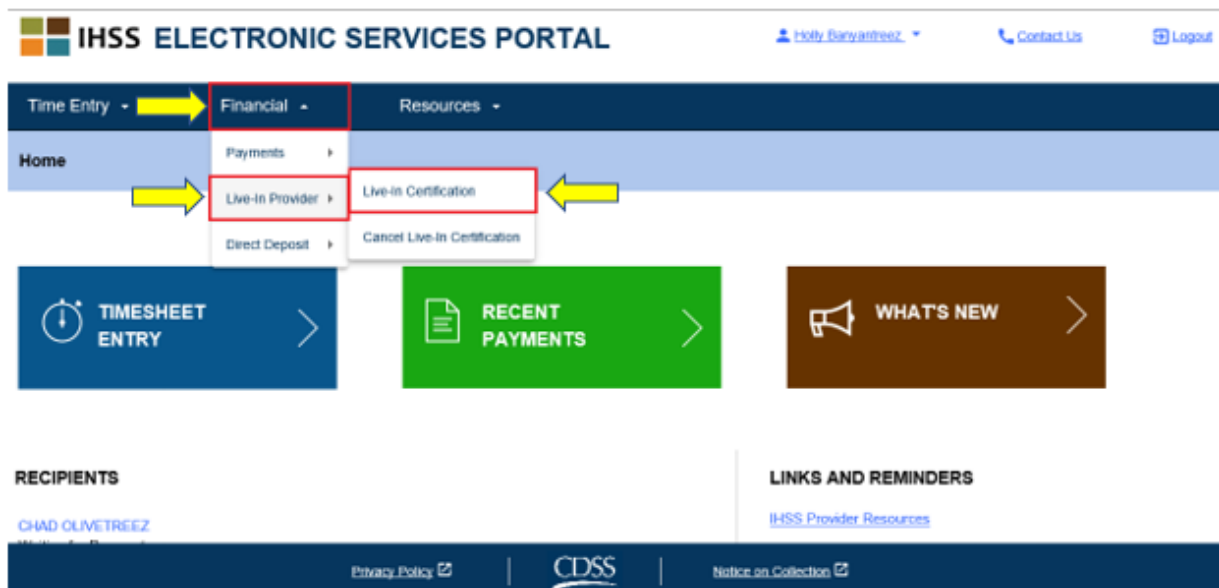 IHSS ELECTRONIC SERVICES PORTAL
Holly Banyantreez
Contact Us
Logout
Time Entry
Financial
Resources
Home
Payments
Live-In Provider
Live-In Certification
Direct Deposit
Cancel Live-In Certification
TIMESHEET
ENTRY
RECENT
PAYMENTS
WHAT'S NEW
RECIPIENTS
CHAD OLIVETREEZ
LINKS AND REMINDERS
IHSS Provider Resources
Privacy Policy
CDSS
Notice on Collection